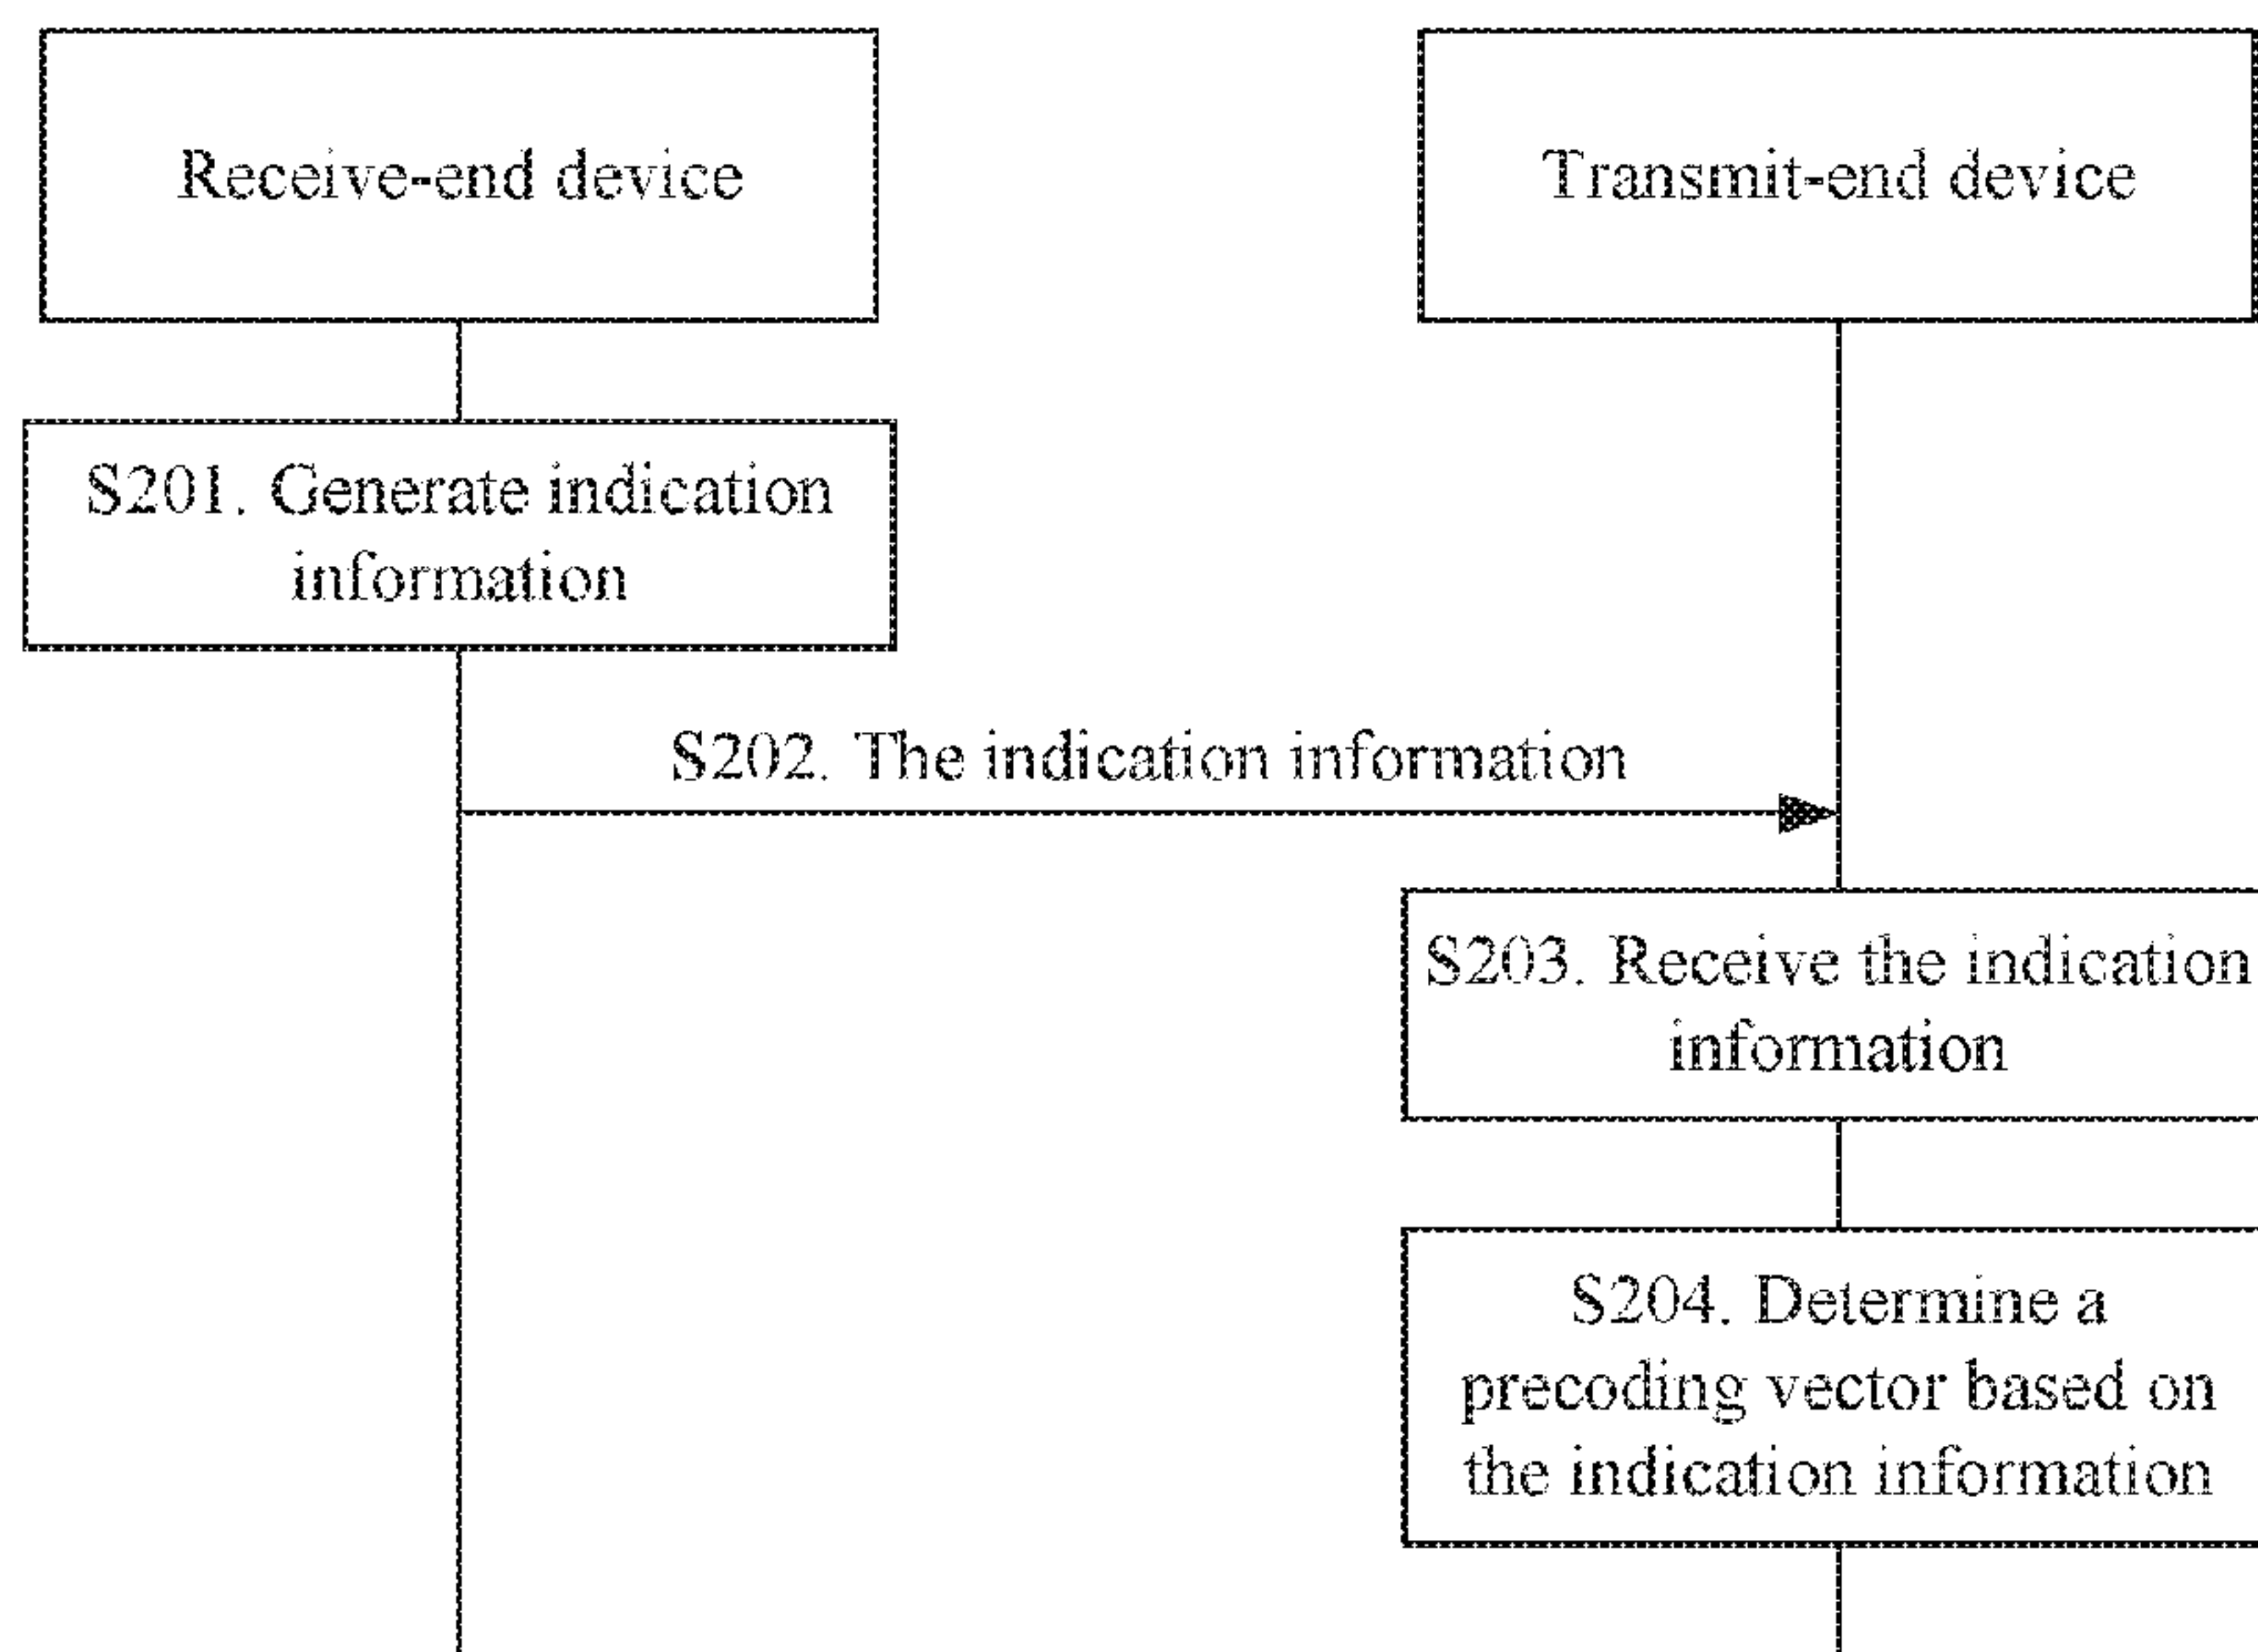 Receive-end device
Transmit-end device
S201. Generate indication
information
S202. The indication information
S203. Receive the indication
information
S204. Determine a
precoding vector based on
the indication information